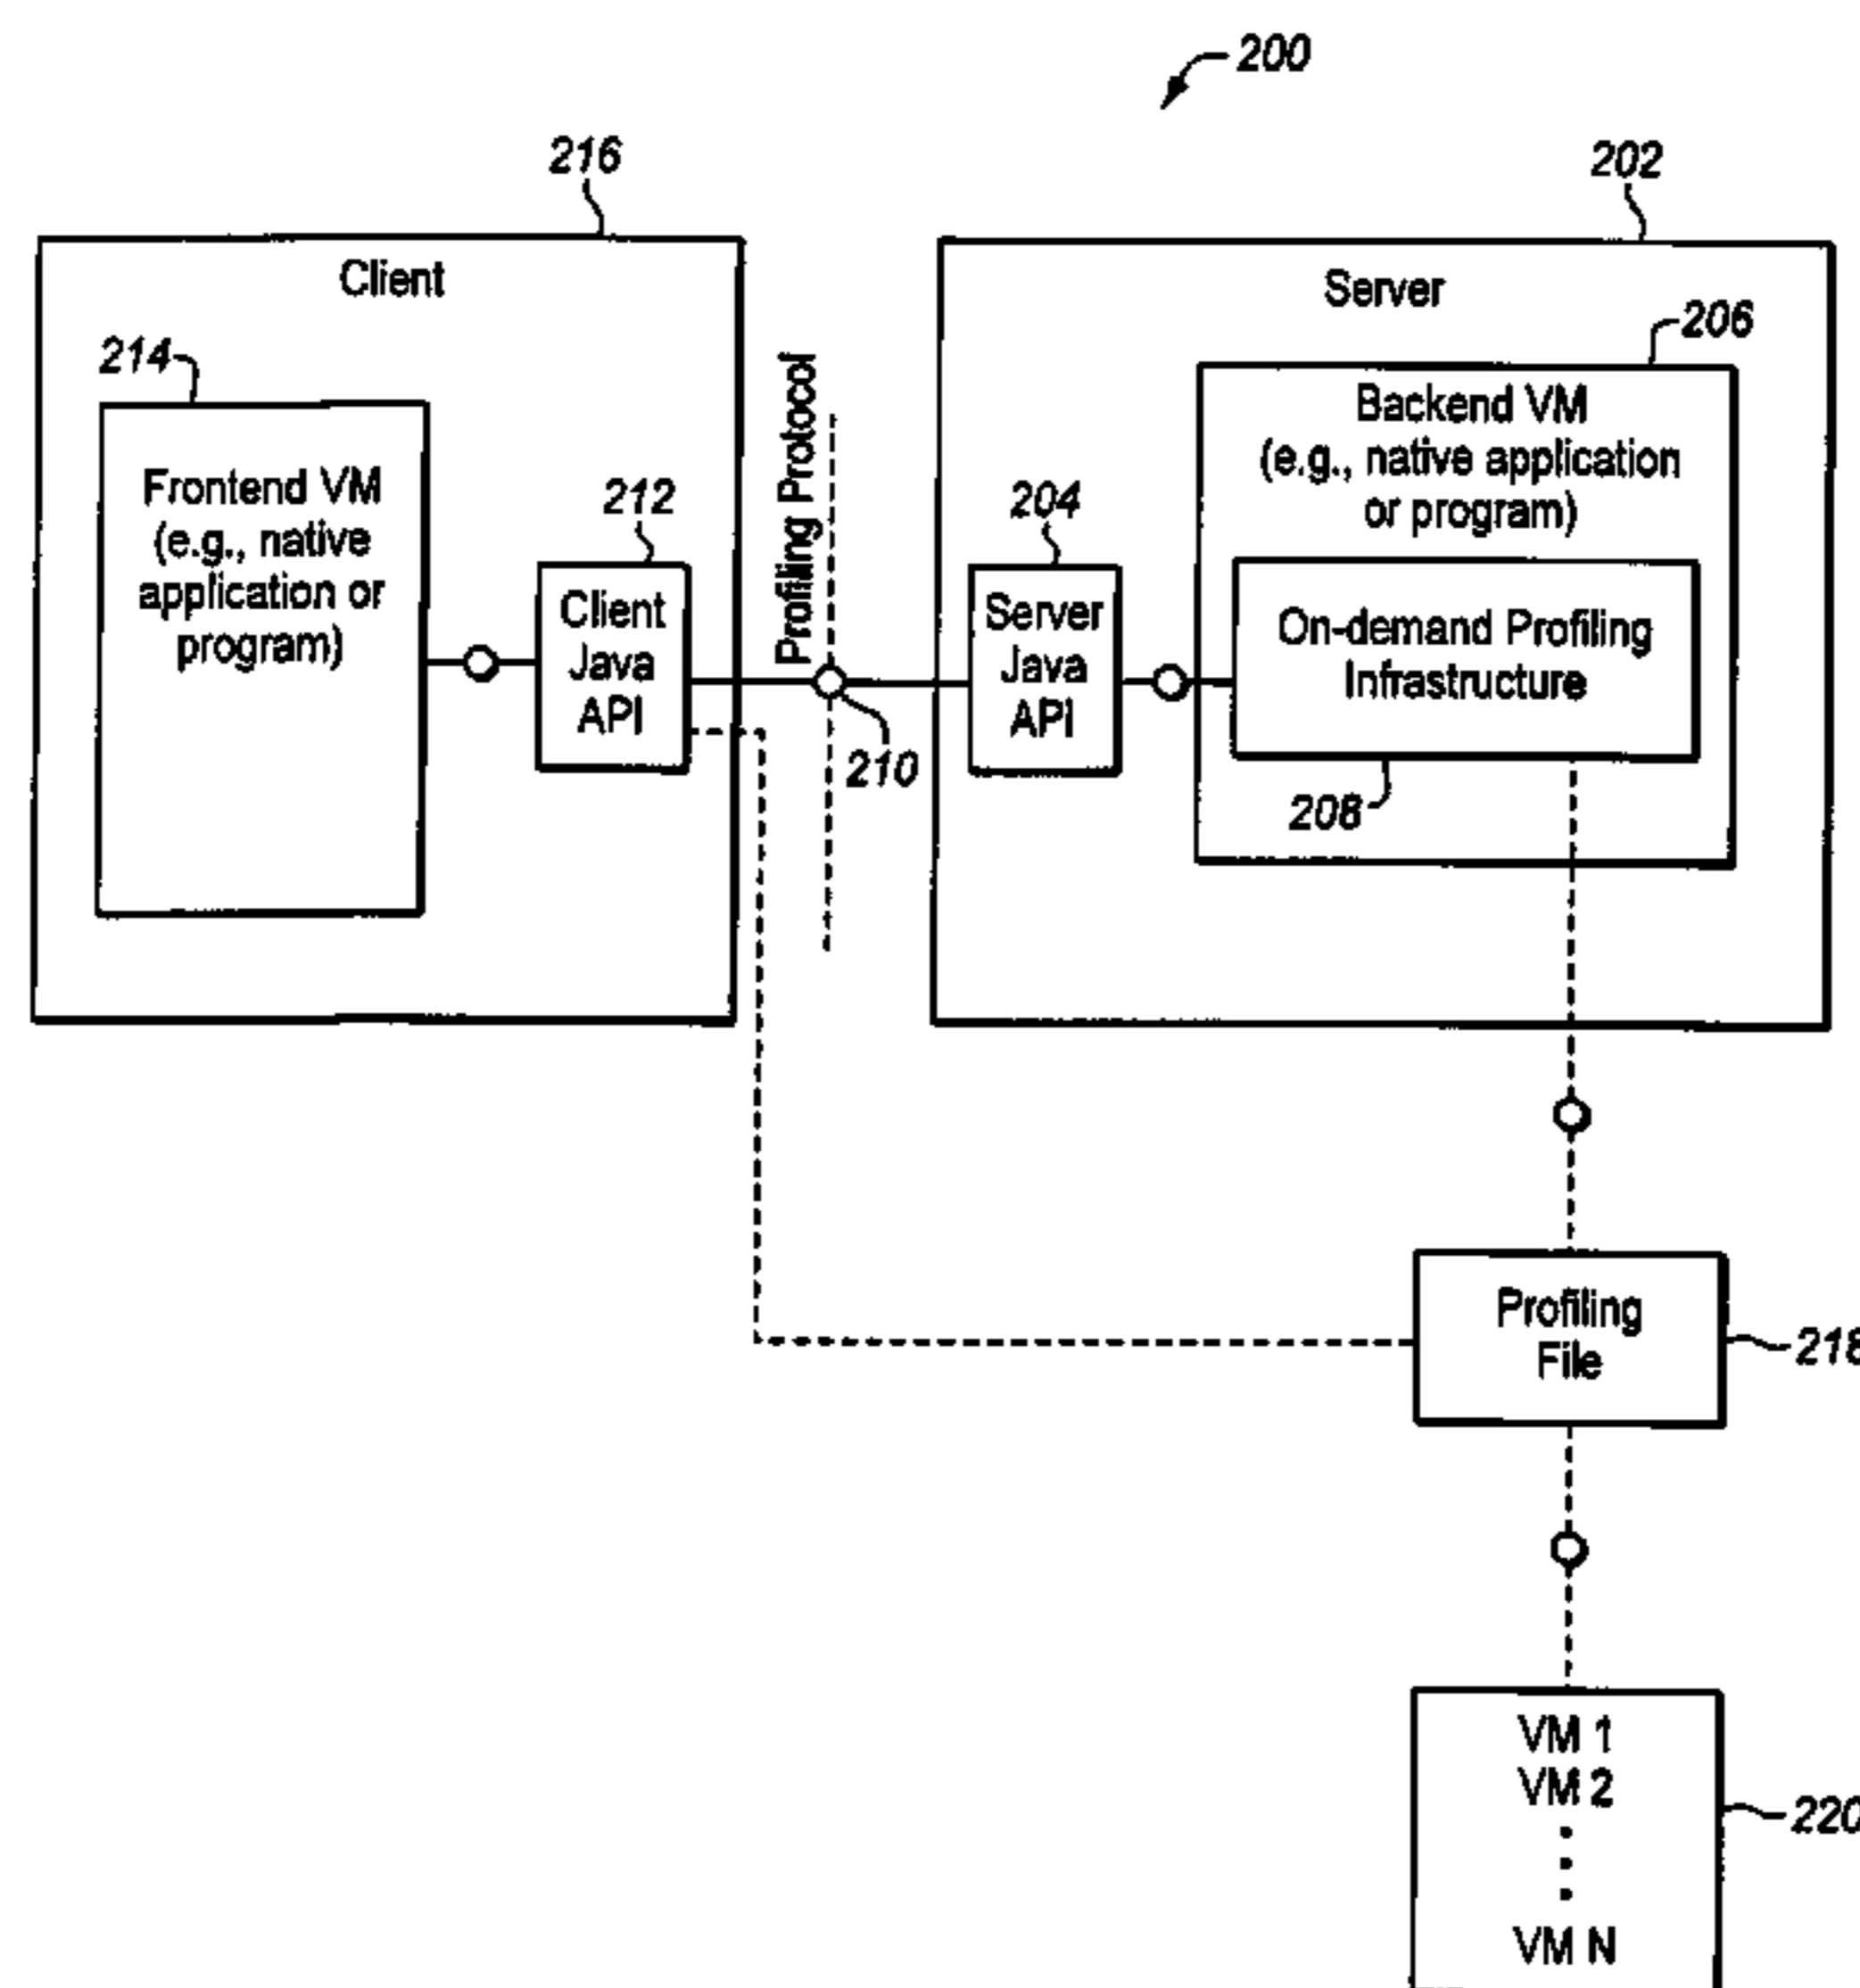 200
216
202
Client
Server
214
206
Frontend VM
(e.g., native
application or
program)
212
Client
Java
API
Profiling Protocol
210
204
Server
Java
API
Backend VM
(e.g., native application
or program)
On-demand Profiling
Infrastructure
208
Profiling
File
218
VM 1
VM 2
VM N
220